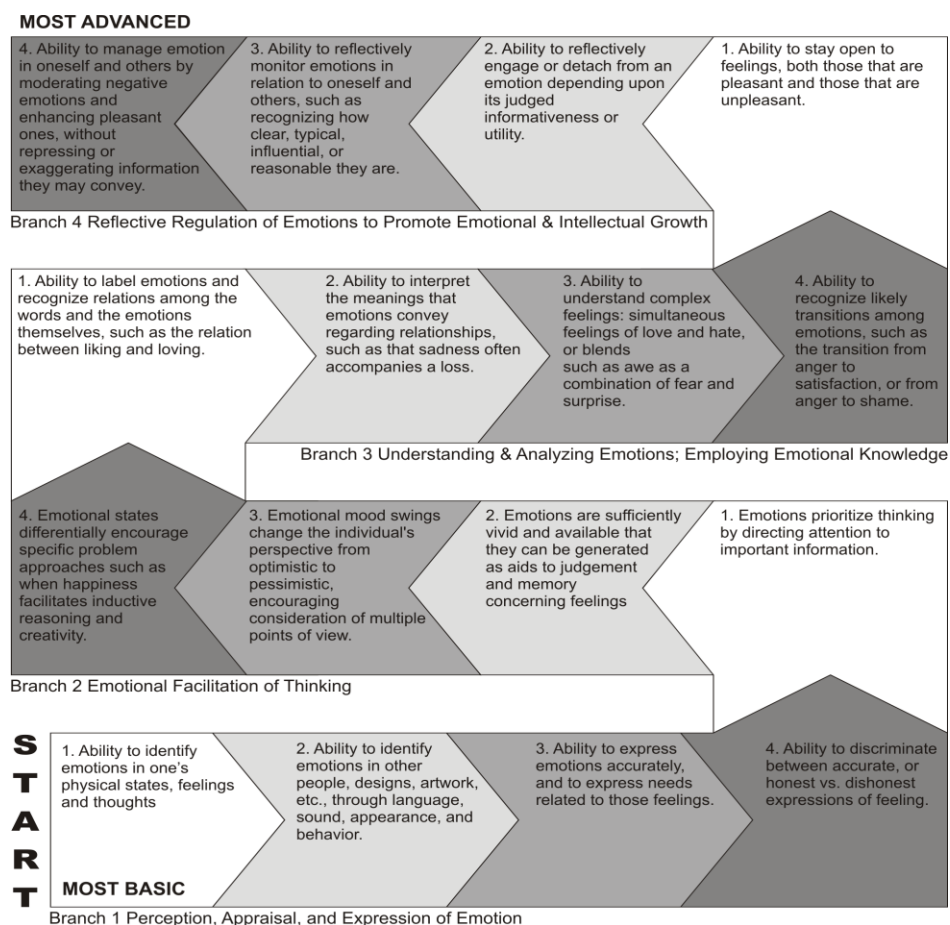 MOST ADVANCED
4. Ability to manage emotion
in oneself and others by
moderating negative
emotions and
enhancing pleasant
ones, without
repressing or
exaggerating information
they may convey.
3. Ability to reflectively
monitor emotions in
relation to oneself and
others, such as
recognizing how
clear, typical,
influential, or
reasonable they are.
2. Ability to reflectively
engage or detach from an
emotion depending upon
its judged
informativeness or
utility.
1. Ability to stay open to
feelings, both those that are
pleasant and those that are
unpleasant.
Branch 4 Reflective Regulation of Emotions to Promote Emotional & Intellectual Growth
1. Ability to label emotions and
recognize relations among the
words and the emotions
themselves, such as the relation
between liking and loving.
2. Ability to interpret
the meanings that
emotions convey
regarding relationships,
such as that sadness often
accompanies a loss.
3. Ability to
understand complex
feelings: simultaneous
feelings of love and hate,
or blends
such as awe as a
combination of fear and
surprise.
4. Ability to
recognize likely
transitions among
emotions, such as
the transition from
anger to
satisfaction, or from
anger to shame.
Branch 3 Understanding & Analyzing Emotions; Employing Emotional Knowledge
4. Emotional states
differentially encourage
specific problem
approaches such as
when happiness
facilitates inductive
reasoning and
creativity.
3. Emotional mood swings
change the individual's
perspective from
optimistic to
pessimistic,
encouraging
consideration of multiple
points of view.
2. Emotions are sufficiently
vivid and available that
they can be generated
as aids to judgement
and memory
concerning feelings
1. Emotions prioritize thinking
by directing attention to
important information.
Branch 2 Emotional Facilitation of Thinking
START
1. Ability to identify
emotions in one's
physical states, feelings
and thoughts
MOST BASIC
2. Ability to identify
emotions in other
people, designs, artwork,
etc., through language,
sound, appearance, and
behavior.
3. Ability to express
emotions accurately,
and to express needs
related to those feelings.
4. Ability to discriminate
between accurate, or
honest vs. dishonest
expressions of feeling.
Branch 1 Perception, Appraisal, and Expression of Emotion